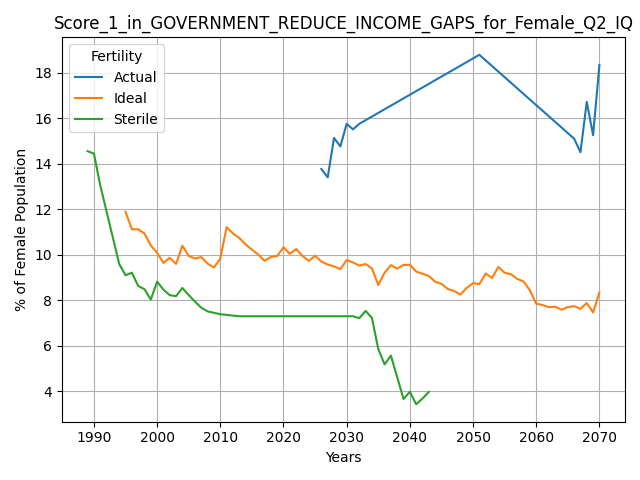 Score_1_in_GOVERNMENT_REDUCE_INCOME_GAPS_for_Female_Q2_IQ
Fertility
Actual
Ideal
Sterile
% of Female Population
18
16
14
12
10
8
6
4
1990 2000 2010 2020 2030 2040 2050 2060 2070
Years